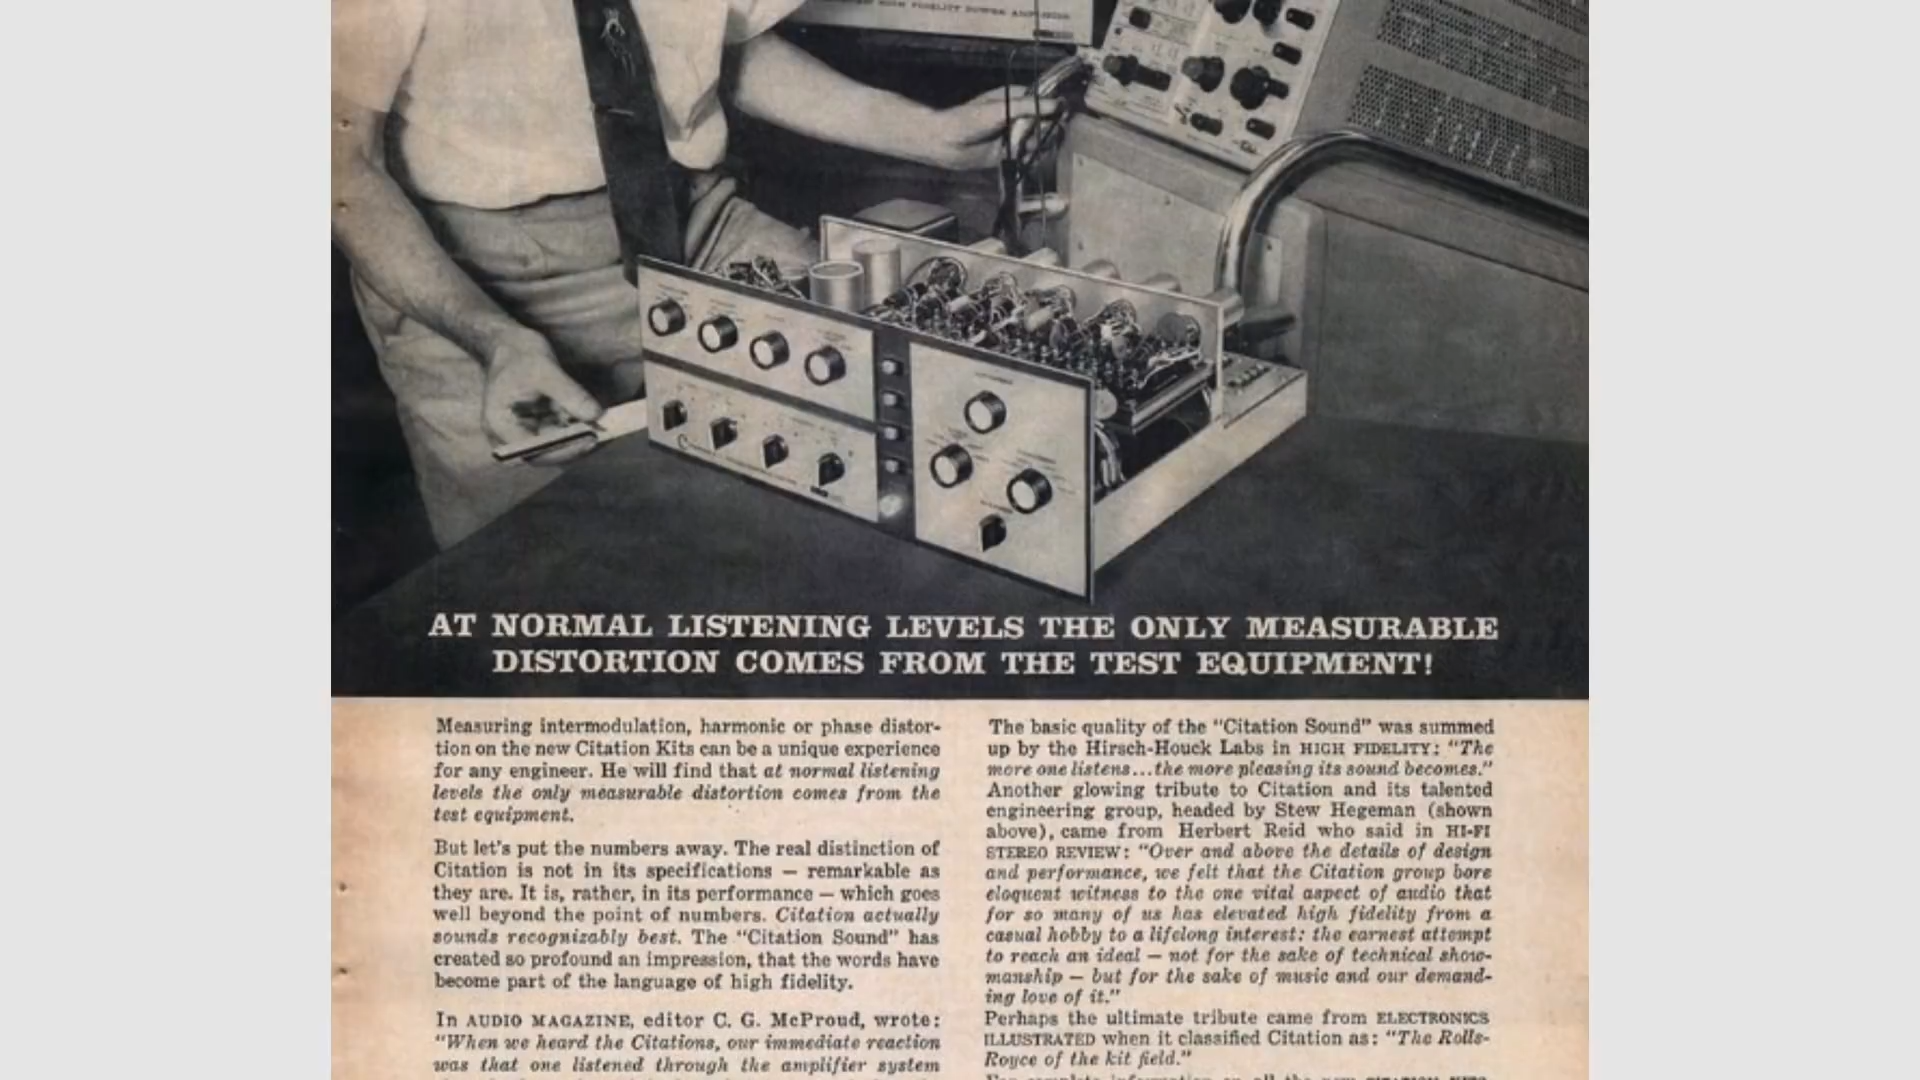 HIGH FIDELITY POWER AMPLIFIER
AT NORMAL LISTENING LEVELS THE ONLY MEASURABLE
DISTORTION COMES FROM THE TEST EQUIPMENT!
Measuring intermodulation, harmonic or phase distor-
tion on the new Citation Kits can be a unique experience
for any engineer. He will find that at normal listening
levels the only measurable distortion comes from the
test equipment.
But let's put the numbers away. The real distinction of
Citation is not in its specifications — remarkable as
they are. It is, rather, in its performance — which goes
well beyond the point of numbers. Citation actually
sounds recognizably best. The "Citation Sound" has
created so profound an impression, that the words have
become part of the language of high fidelity.
In AUDIO MAGAZINE, editor C. G. McProud, wrote:
"When we heard the Citations, our immediate reaction
was that one listened through the amplifier system
The basic quality of the "Citation Sound" was summed
up by the Hirsch-Houck Labs in HIGH FIDELITY: "The
more one listens...the more pleasing its sound becomes."
Another glowing tribute to Citation and its talented
engineering group, headed by Stew Hegeman (shown
above), came from Herbert Reid who said in HI-FI
STEREO REVIEW: "Over and above the details of design
and performance, we felt that the Citation group bore
eloquent witness to the one vital aspect of audio that
for so many of us has elevated high fidelity from a
casual hobby to a lifelong interest: the earnest attempt
to reach an ideal — not for the sake of technical show-
manship — but for the sake of music and our demand-
ing love of it."
Perhaps the ultimate tribute came from ELECTRONICS
ILLUSTRATED when it classified Citation as: "The Rolls-
Royce of the kit field."